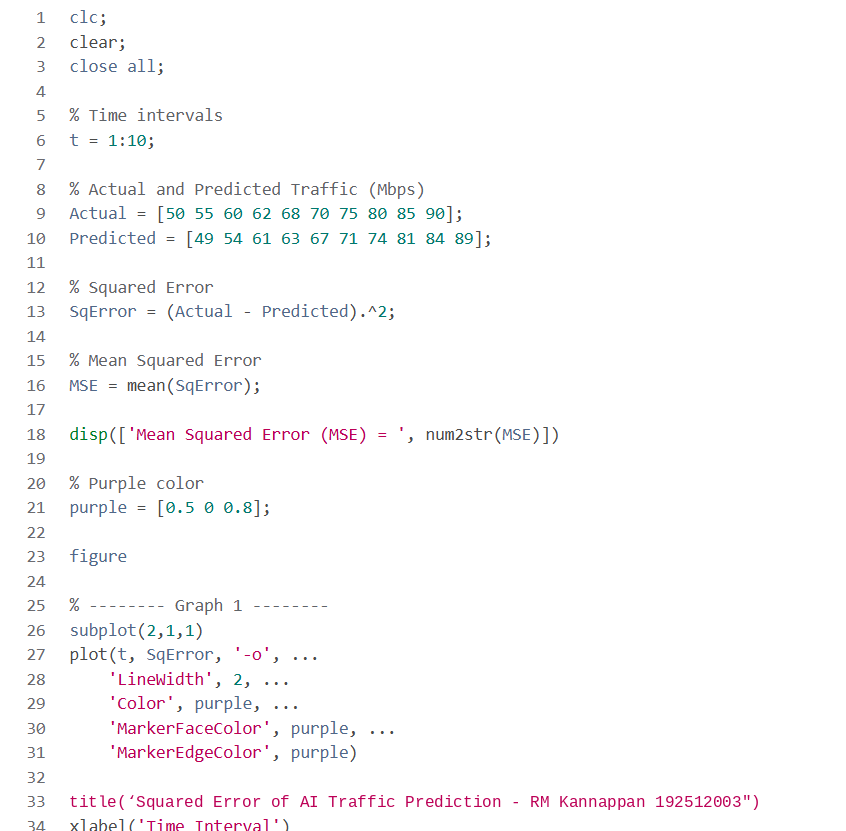 1 clc;
2 clear;
3 close all;
4
5 % Time intervals
6 t = 1:10;
7
8 % Actual and Predicted Traffic (Mbps)
9 Actual = [50 55 60 62 68 70 75 80 85 90];
10 Predicted = [49 54 61 63 67 71 74 81 84 89];
11
12 % Squared Error
13 SqError = (Actual - Predicted).^2;
14
15 % Mean Squared Error
16 MSE = mean(SqError);
17
18 disp(['Mean Squared Error (MSE) = ', num2str(MSE)])
19
20 % Purple color
21 purple = [0.5 0 0.8];
22
23 figure
24
25 % -------- Graph 1 --------
26 subplot(2,1,1)
27 plot(t, SqError, '-o', ...
28     'LineWidth', 2, ...
29     'Color', purple, ...
30     'MarkerFaceColor', purple, ...
31     'MarkerEdgeColor', purple)
32
33 title(‘Squared Error of AI Traffic Prediction - RM Kannappan 192512003")
34 xlabel('Time Interval')